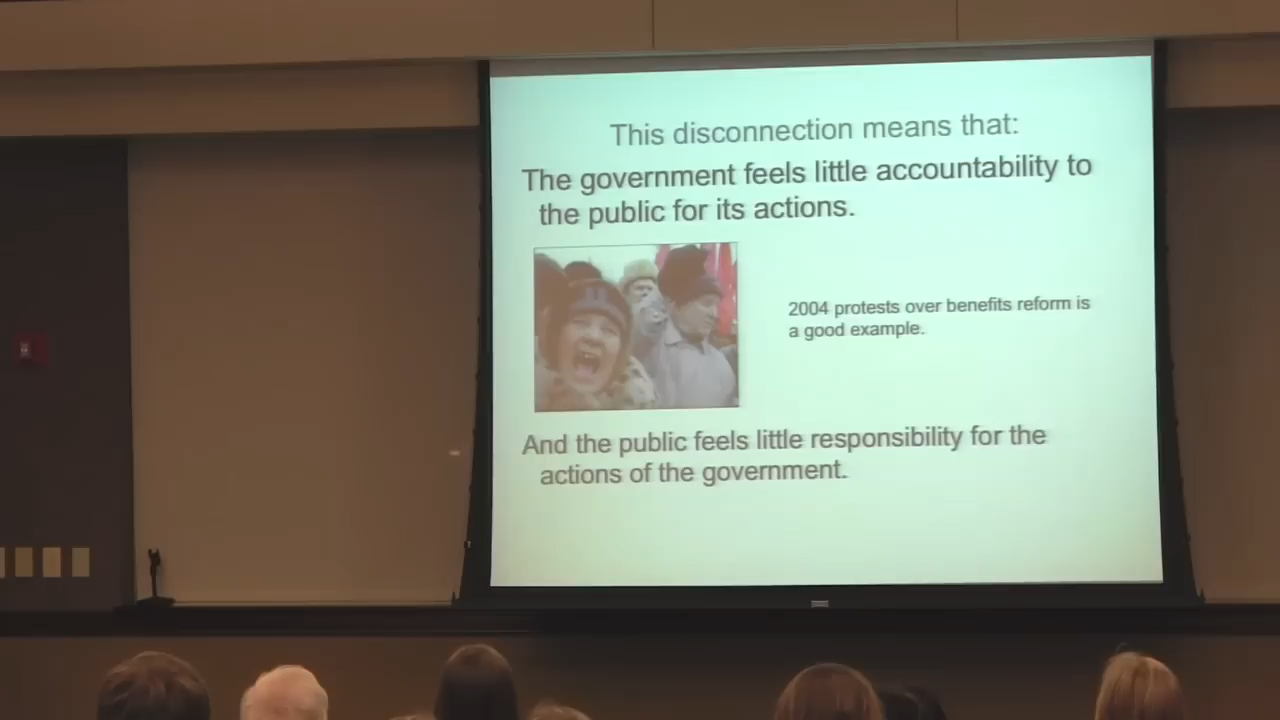 This disconnection means that:
The government feels little accountability to
the public for its actions.
2004 protests over benefits reform is
a good example.
And the public feels little responsibility for the
actions of the government.